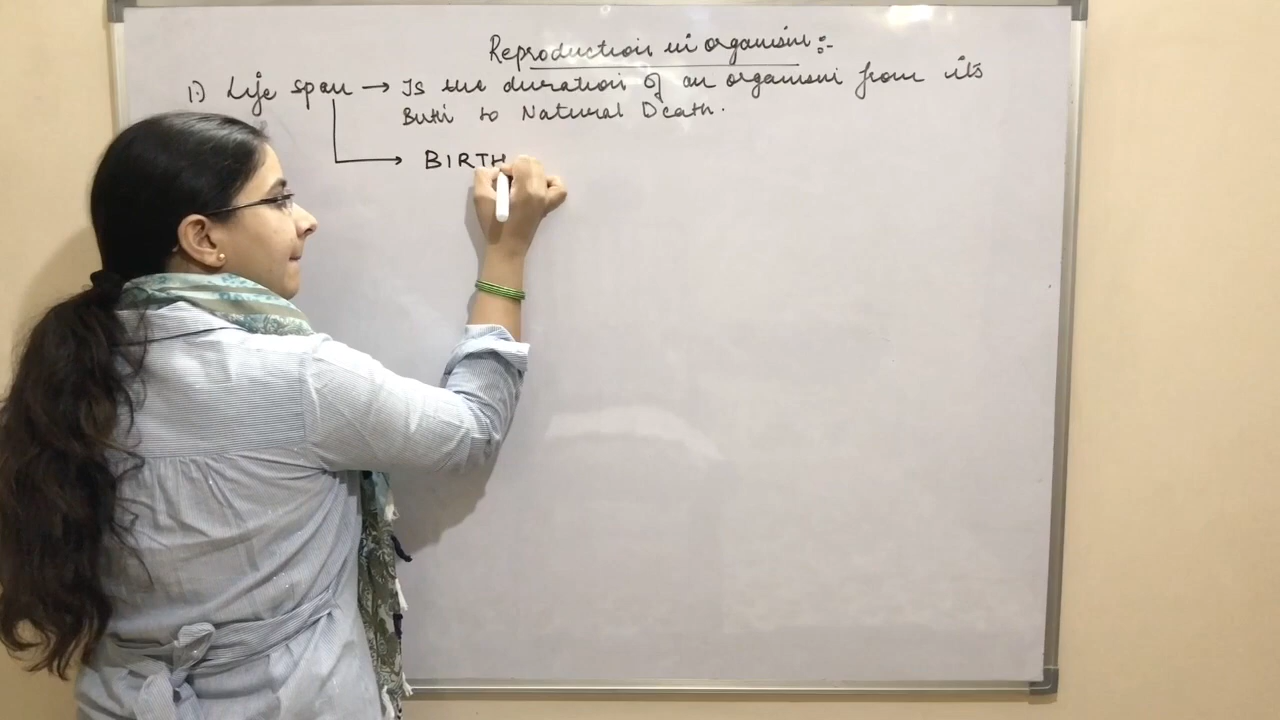 Reproduction in organism :-
1) Life span → Is the duration of an organism from its
Birth to Natural Death.
BIRTH